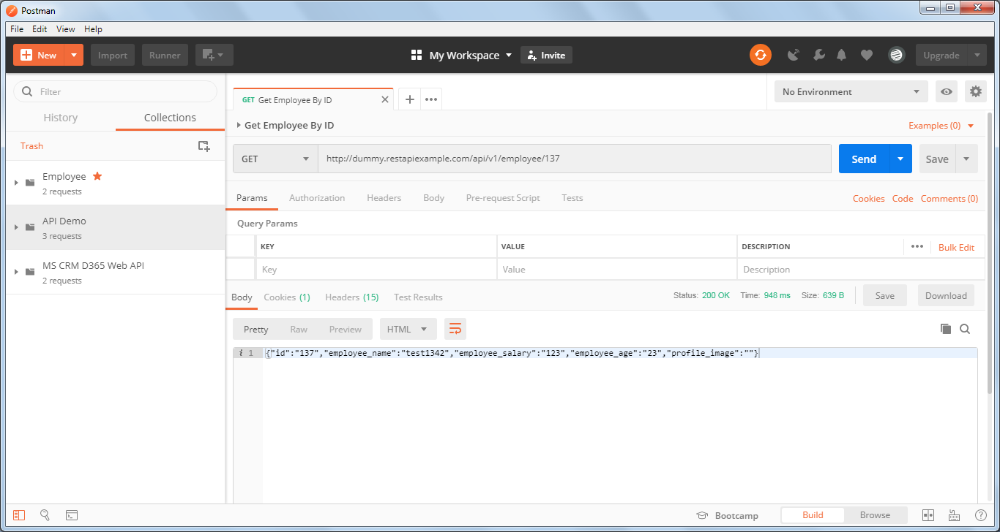 Postman
File Edit View Help
New Import Runner My Workspace Invite Upgrade
Filter
History Collections
Trash
Employee
2 requests
API Demo
3 requests
MS CRM D365 Web API
2 requests
GET Get Employee By ID
No Environment
Get Employee By ID Examples (0)
GET http://dummy.restapiexample.com/api/v1/employee/137 Send Save
Params Authorization Headers Body Pre-request Script Tests Cookies Code Comments (0)
Query Params
KEY VALUE DESCRIPTION Bulk Edit
Key Value Description
Body Cookies (1) Headers (15) Test Results Status: 200 OK Time: 948 ms Size: 639 B Save Download
Pretty Raw Preview HTML
i 1 {"id":"137","employee_name":"test1342","employee_salary":"123","employee_age":"23","profile_image":""}
Bootcamp Build Browse